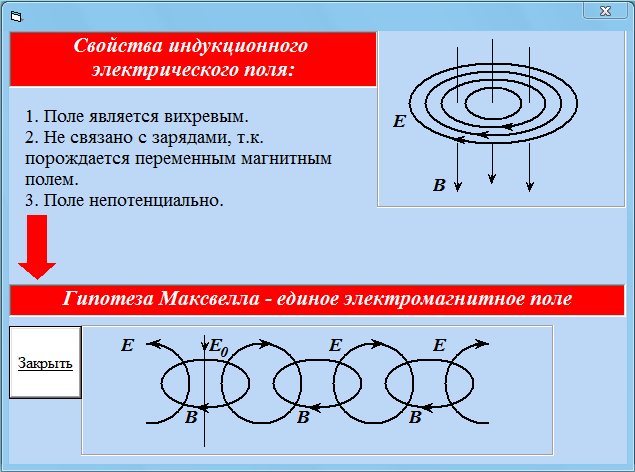 Свойства индукционного
электрического поля:
1. Поле является вихревым.
2. Не связано с зарядами, т.к.
порождается переменным магнитным
полем.
3. Поле непотенциально.
E
B
Гипотеза Максвелла - единое электромагнитное поле
Закрыть
E E₀ E E
B B B